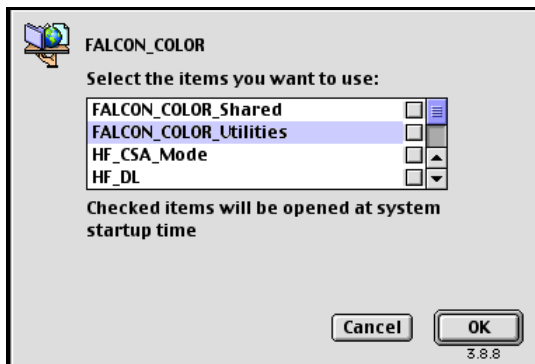 FALCON_COLOR
Select the items you want to use:
FALCON_COLOR_Shared
FALCON_COLOR_Utilities
HF_CSA_Mode
HF_DL
Checked items will be opened at system
startup time
Cancel
OK
3.8.8